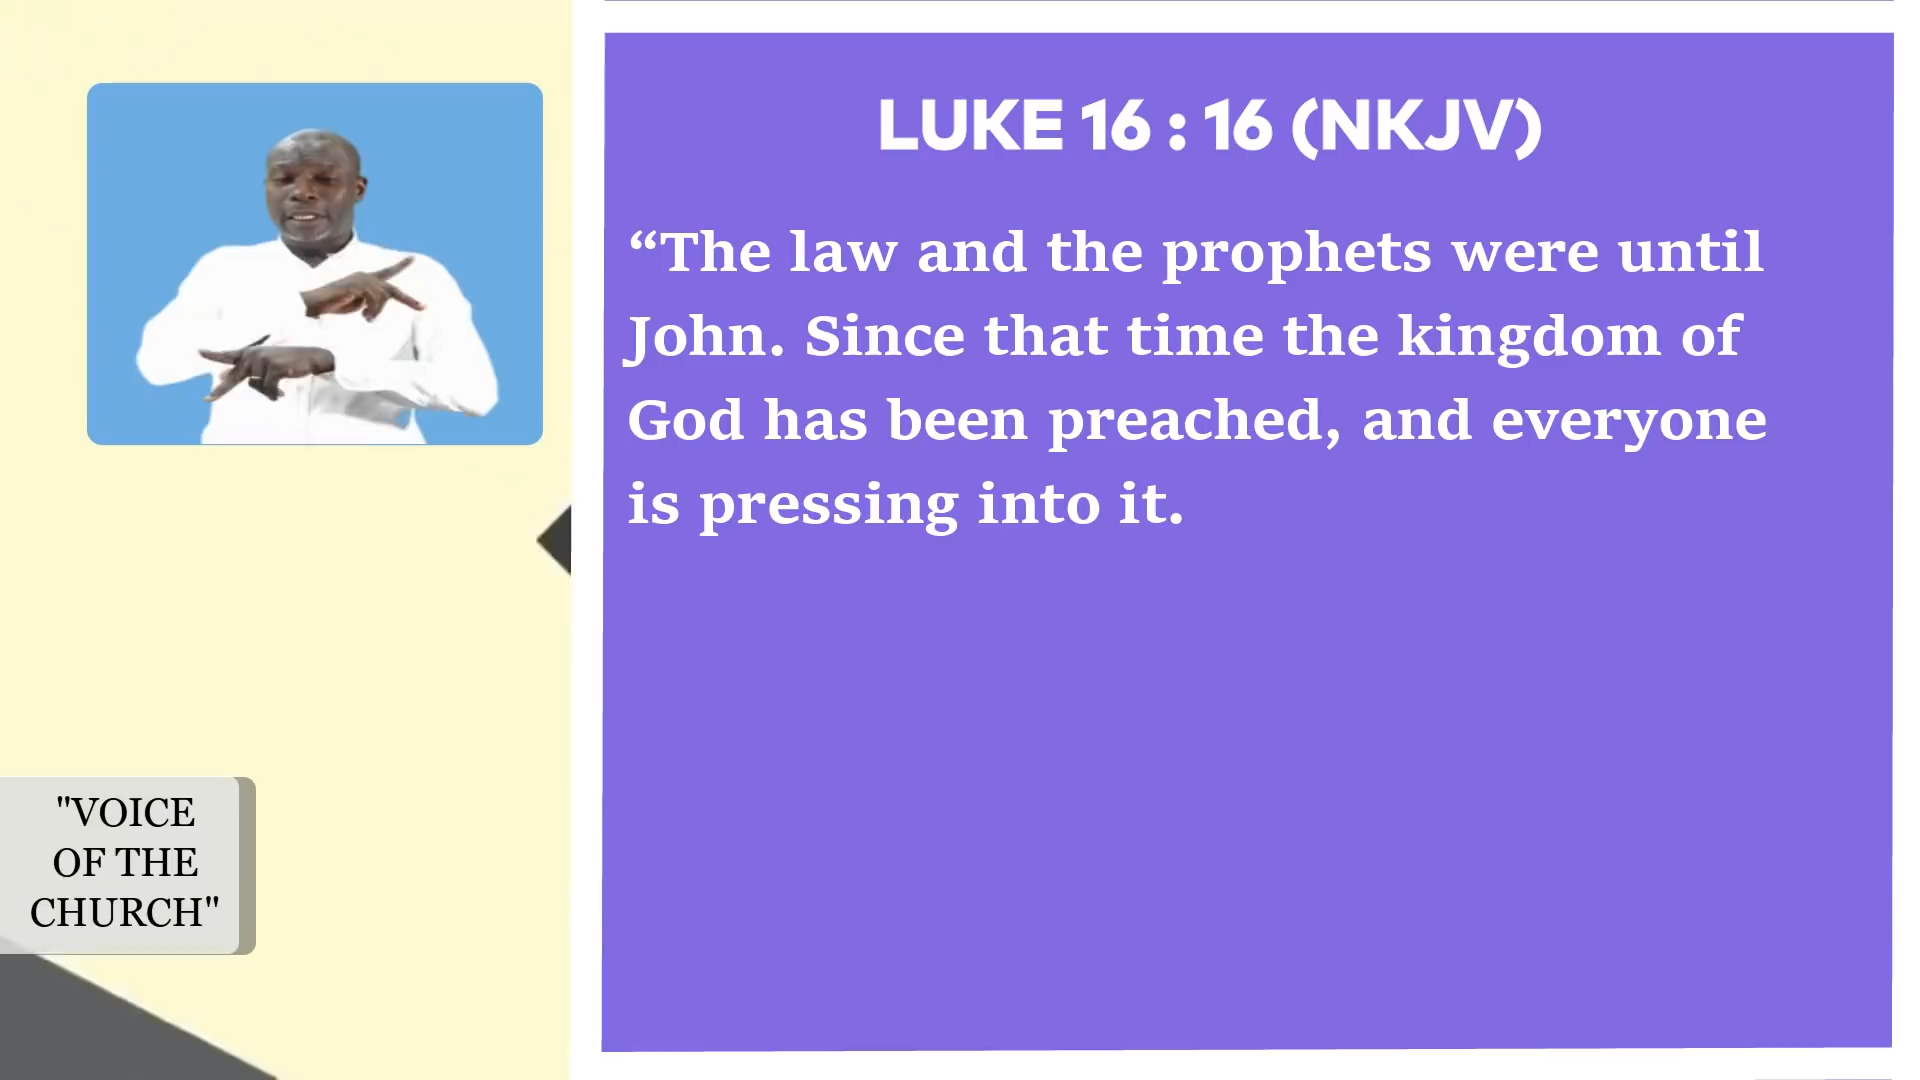 LUKE 16 : 16 (NKJV)
“The law and the prophets were until
John. Since that time the kingdom of
God has been preached, and everyone
is pressing into it.
"VOICE
OF THE
CHURCH"